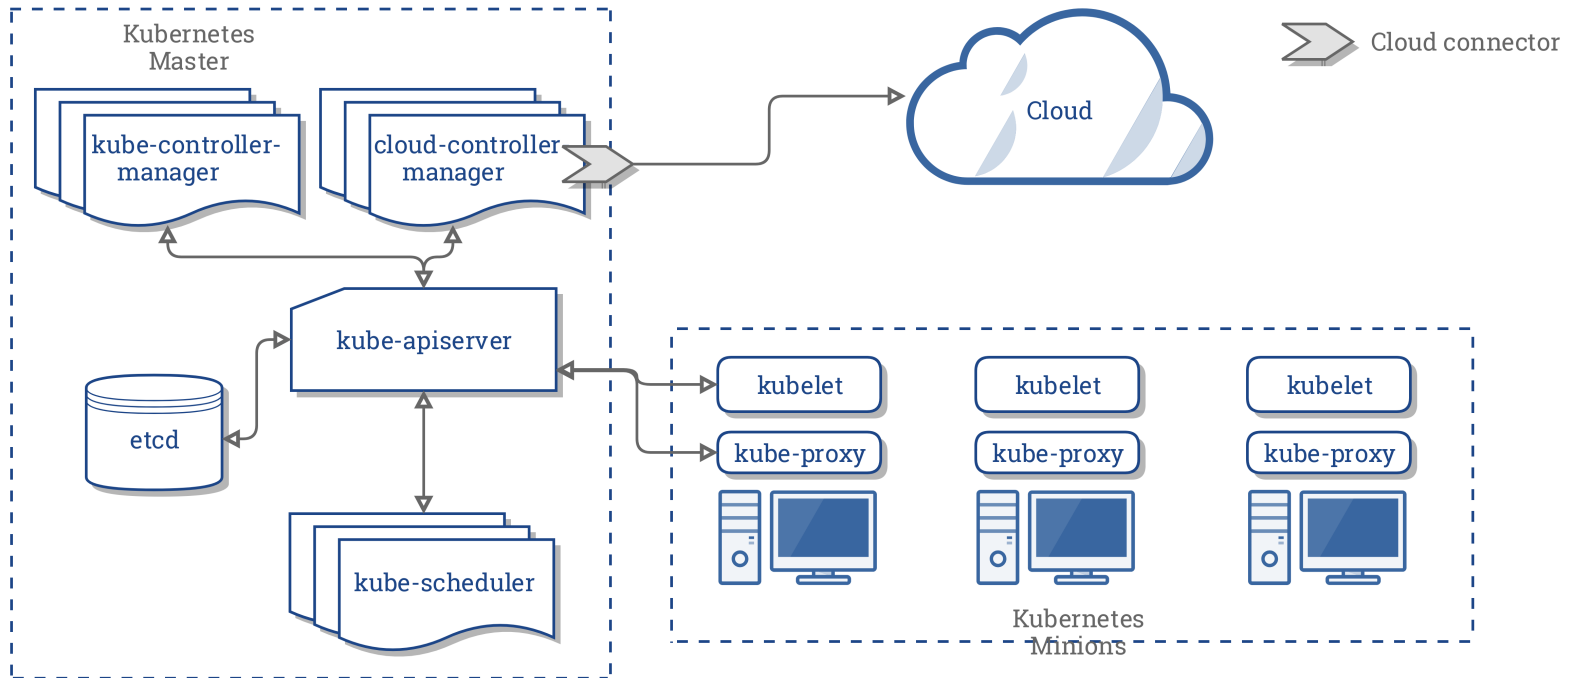 Kubernetes
Master
Cloud connector
kube-controller-
manager
cloud-controller
manager
Cloud
kube-apiserver
etcd
kube-scheduler
kubelet
kubelet
kubelet
kube-proxy
kube-proxy
kube-proxy
Kubernetes
Minions